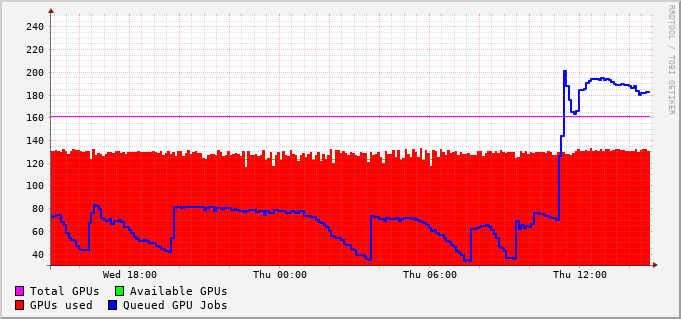 240
220
200
180
160
140
120
100
80
60
40
Wed 18:00 Thu 00:00 Thu 06:00 Thu 12:00
Total GPUs Available GPUs
GPUs used Queued GPU Jobs
RRDTOOL / TOBI OETIKER